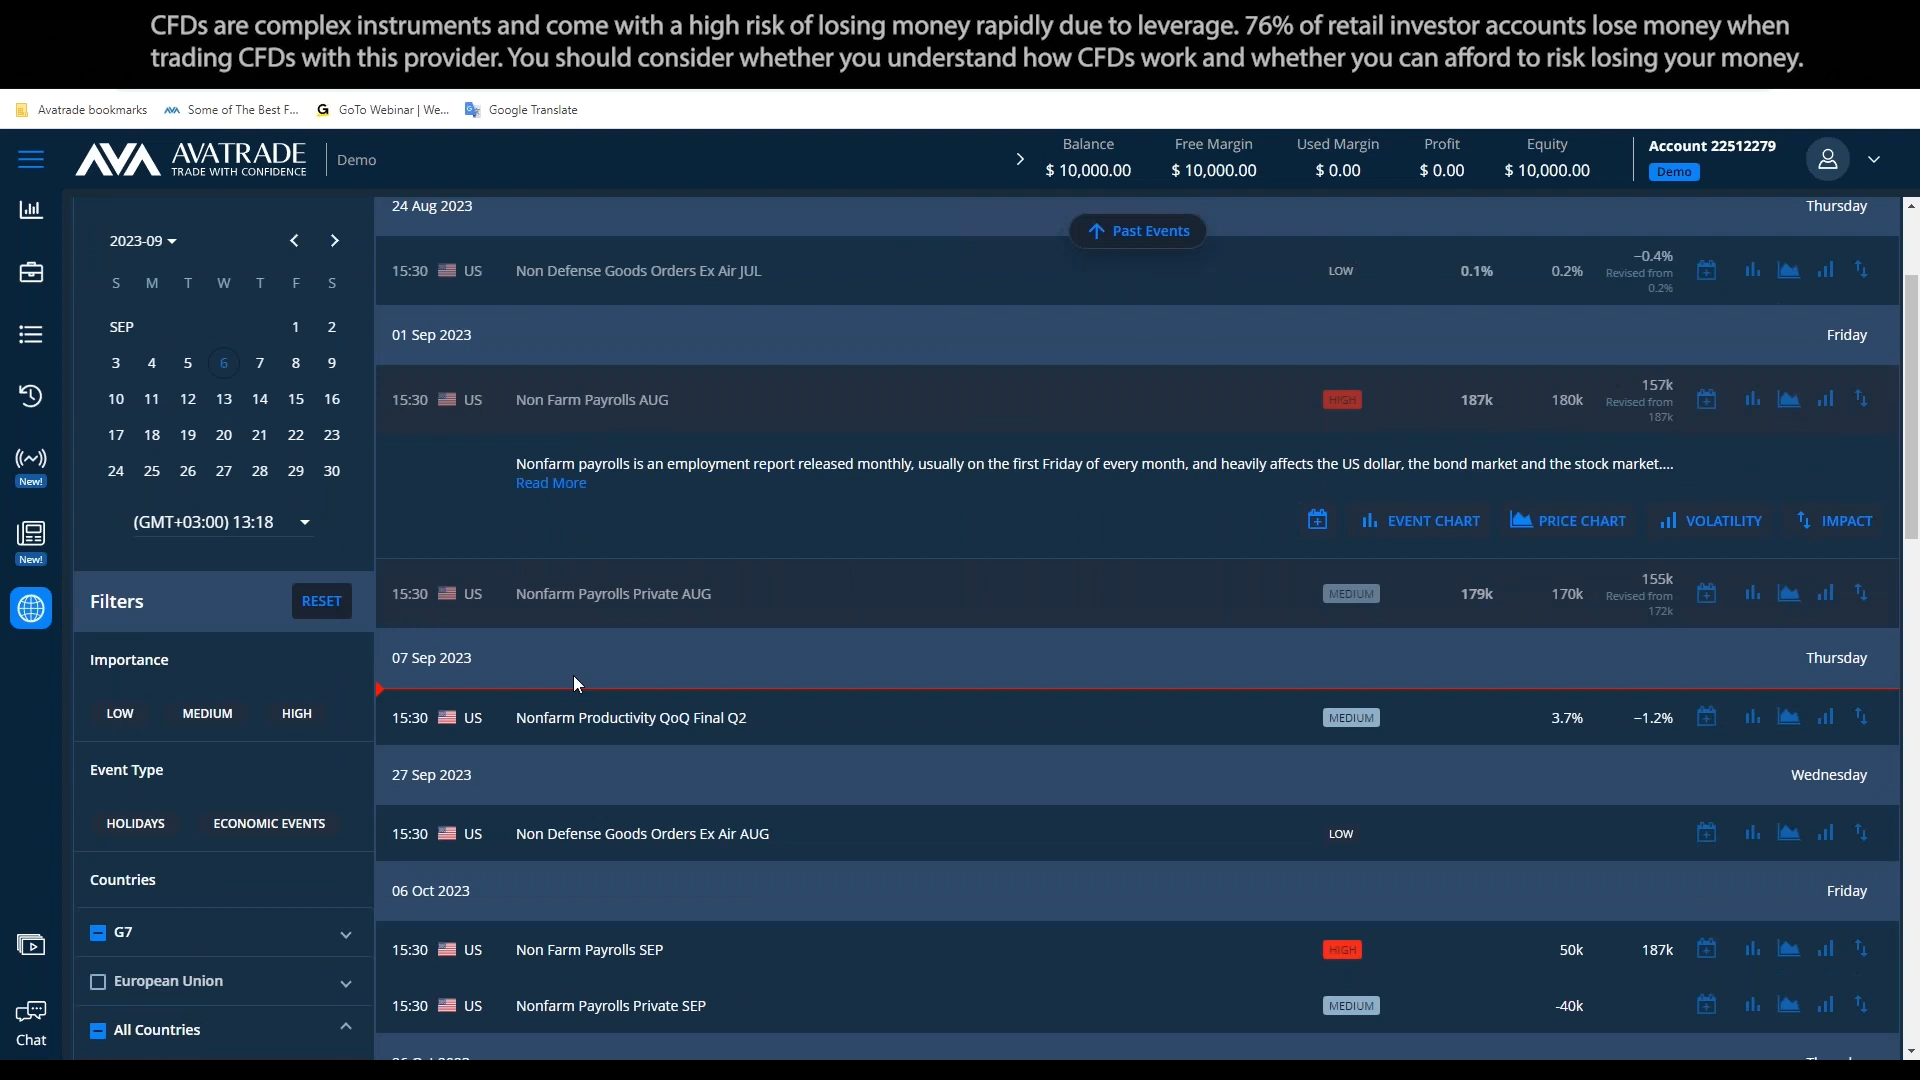 CFDs are complex instruments and come with a high risk of losing money rapidly due to leverage. 76% of retail investor accounts lose money when
trading CFDs with this provider. You should consider whether you understand how CFDs work and whether you can afford to risk losing your money.
Avatrade bookmarks Some of The Best F... GoTo Webinar | We... Google Translate
AVATRADE
TRADE WITH CONFIDENCE
Demo
Balance Free Margin Used Margin Profit Equity
$ 10,000.00 $ 10,000.00 $ 0.00 $ 0.00 $ 10,000.00
Account 22512279
Demo
New!
New!
Chat
2023-09
S M T W T F S
SEP 1 2
3 4 5 6 7 8 9
10 11 12 13 14 15 16
17 18 19 20 21 22 23
24 25 26 27 28 29 30
(GMT+03:00) 13:18
Filters RESET
Importance
LOW MEDIUM HIGH
Event Type
HOLIDAYS ECONOMIC EVENTS
Countries
G7
European Union
All Countries
24 Aug 2023 Thursday
Past Events
15:30 US Non Defense Goods Orders Ex Air JUL LOW 0.1% 0.2% −0.4%
Revised from
0.2%
01 Sep 2023 Friday
15:30 US Non Farm Payrolls AUG HIGH 187k 180k 157k
Revised from
187k
Nonfarm payrolls is an employment report released monthly, usually on the first Friday of every month, and heavily affects the US dollar, the bond market and the stock market....
Read More
EVENT CHART PRICE CHART VOLATILITY IMPACT
15:30 US Nonfarm Payrolls Private AUG MEDIUM 179k 170k 155k
Revised from
172k
07 Sep 2023 Thursday
15:30 US Nonfarm Productivity QoQ Final Q2 MEDIUM 3.7% −1.2%
27 Sep 2023 Wednesday
15:30 US Non Defense Goods Orders Ex Air AUG LOW
06 Oct 2023 Friday
15:30 US Non Farm Payrolls SEP HIGH 50k 187k
15:30 US Nonfarm Payrolls Private SEP MEDIUM -40k